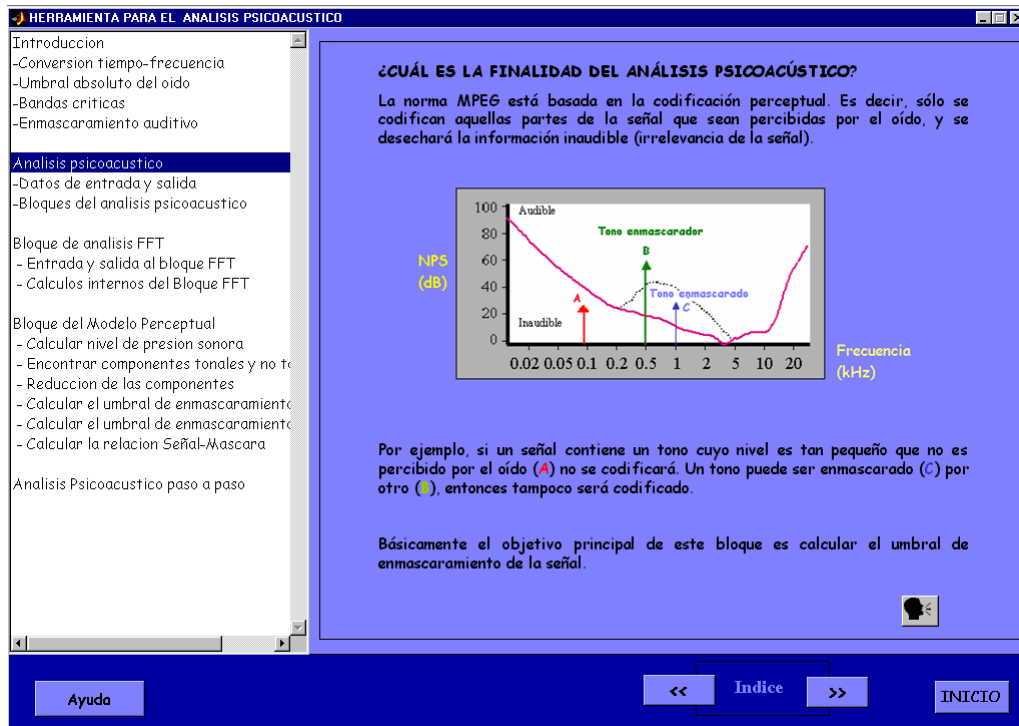 HERRAMIENTA PARA EL ANALISIS PSICOACUSTICO
Introduccion
-Conversion tiempo-frecuencia
-Umbral absoluto del oido
-Bandas criticas
-Enmascaramiento auditivo
Analisis psicoacustico
-Datos de entrada y salida
-Bloques del analisis psicoacustico
Bloque de analisis FFT
- Entrada y salida al bloque FFT
- Calculos internos del Bloque FFT
Bloque del Modelo Perceptual
- Calcular nivel de presion sonora
- Encontrar componentes tonales y no to
- Reduccion de las componentes
- Calcular el umbral de enmascaramiento
- Calcular el umbral de enmascaramiento
- Calcular la relacion Señal-Mascara
Analisis Psicoacustico paso a paso
¿CUÁL ES LA FINALIDAD DEL ANÁLISIS PSICOACÚSTICO?
La norma MPEG está basada en la codificación perceptual. Es decir, sólo se
codifican aquellas partes de la señal que sean percibidas por el oído, y se
desechará la información inaudible (irrelevancia de la señal).
100
80
60
40
20
0
NPS
(dB)
Audible
Tono enmascarador
B
A
Tono enmascarado
C
Inaudible
0.02 0.05 0.1 0.2 0.5 1 2 5 10 20
Frecuencia
(kHz)
Por ejemplo, si un señal contiene un tono cuyo nivel es tan pequeño que no es
percibido por el oído (A) no se codificará. Un tono puede ser enmascarado (C) por
otro (B), entonces tampoco será codificado.
Básicamente el objetivo principal de este bloque es calcular el umbral de
enmascaramiento de la señal.
Ayuda
<<
Indice
>>
INICIO